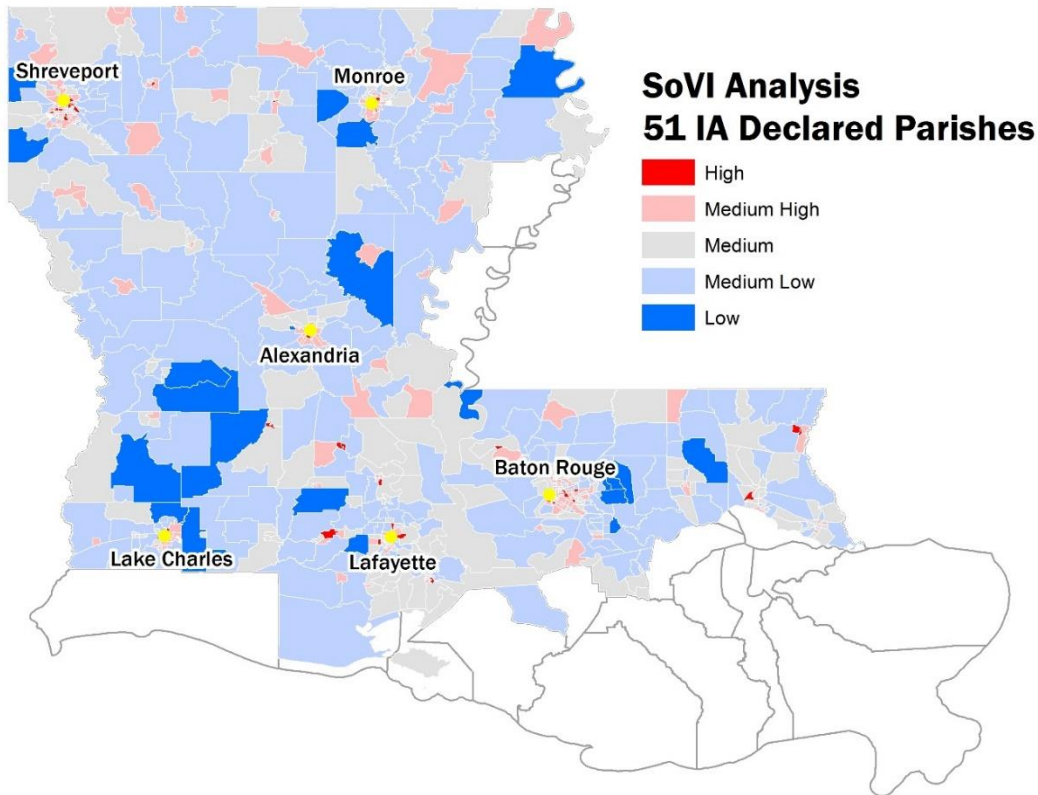 Shreveport
Monroe
SoVI Analysis
51 IA Declared Parishes
High
Medium High
Medium
Medium Low
Low
Alexandria
Baton Rouge
Lake Charles
Lafayette